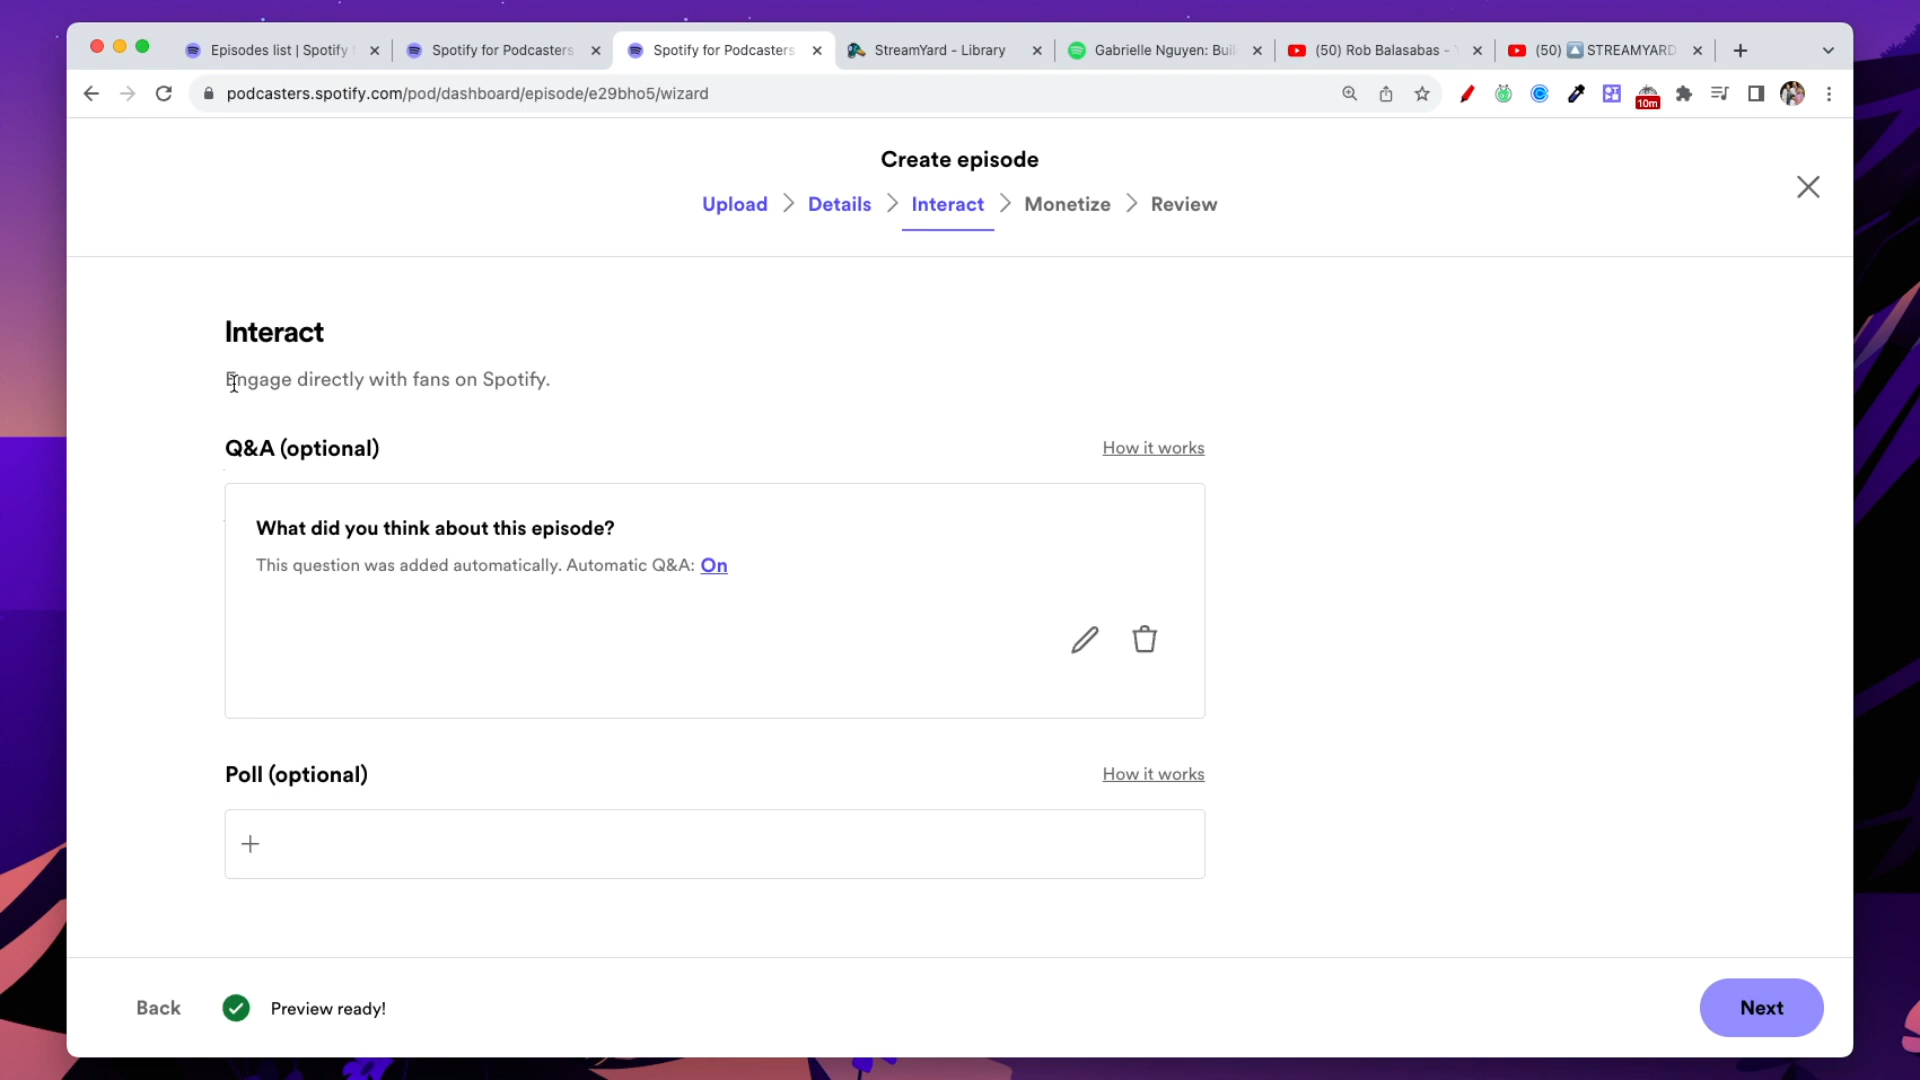 Episodes list | Spotify
Spotify for Podcasters
Spotify for Podcasters
StreamYard - Library
Gabrielle Nguyen: Buil
(50) Rob Balasabas -
(50) STREAMYARD
podcasters.spotify.com/pod/dashboard/episode/e29bho5/wizard
10m
Create episode
Upload
Details
Interact
Monetize
Review
Interact
Engage directly with fans on Spotify.
Q&A (optional)
How it works
What did you think about this episode?
This question was added automatically. Automatic Q&A: On
Poll (optional)
How it works
Back
Preview ready!
Next